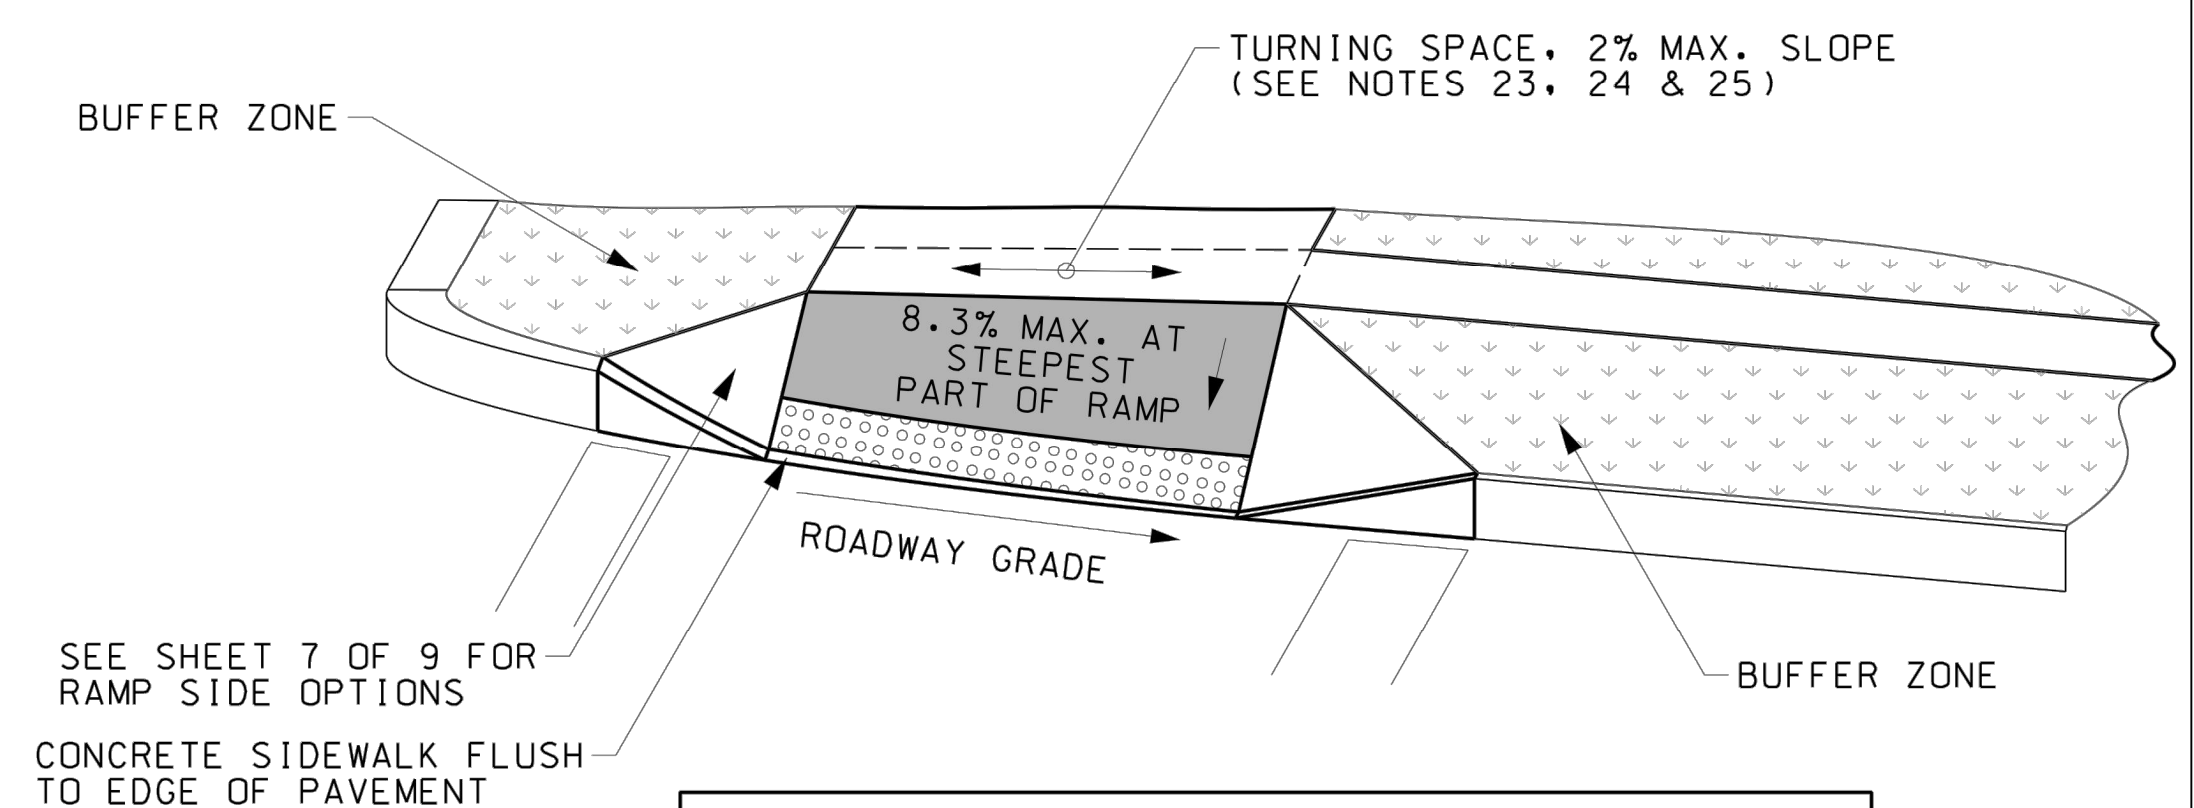 TURNING SPACE, 2% MAX. SLOPE
(SEE NOTES 23, 24 & 25)
BUFFER ZONE
8.3% MAX. AT
STEEPEST
PART OF RAMP
ROADWAY GRADE
SEE SHEET 7 OF 9 FOR
RAMP SIDE OPTIONS
BUFFER ZONE
CONCRETE SIDEWALK FLUSH
TO EDGE OF PAVEMENT